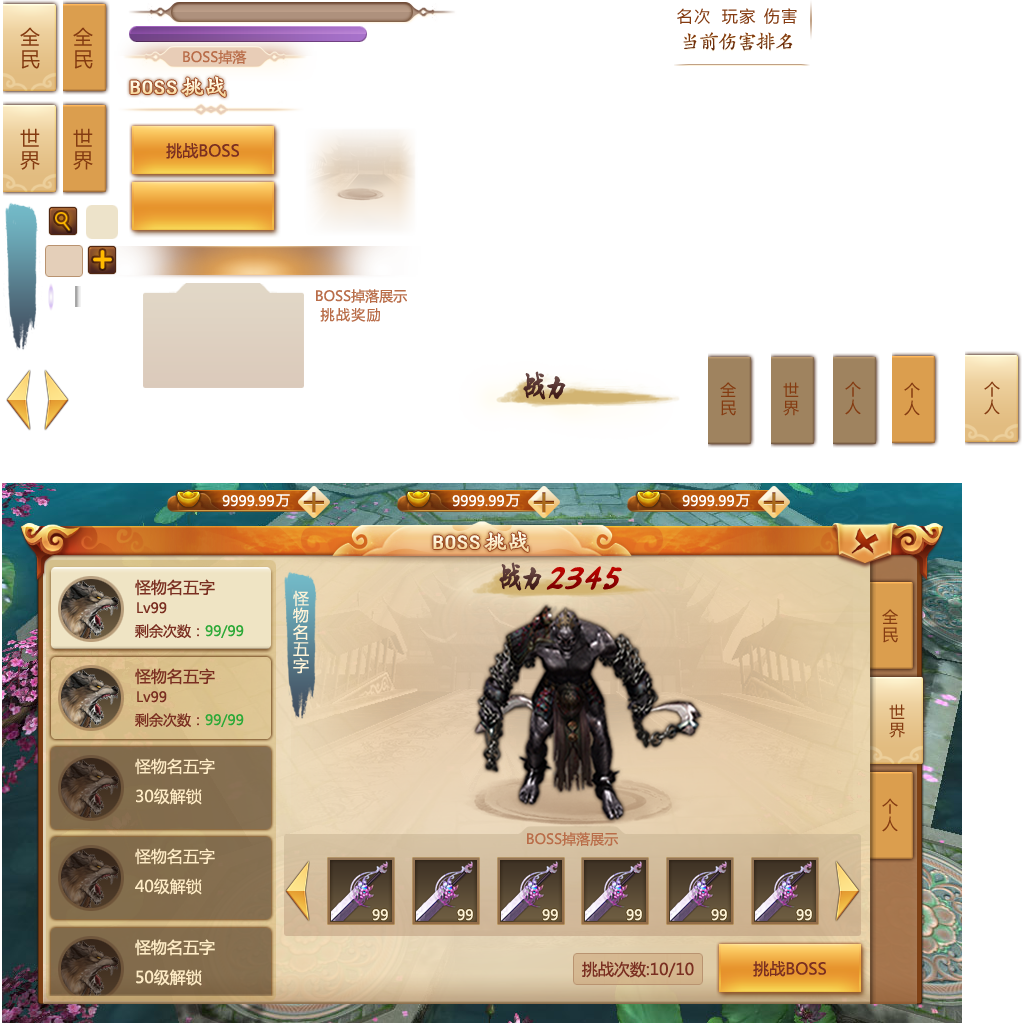 全民
全民
名次 玩家 伤害
当前伤害排名
BOSS掉落
BOSS挑战
世界
世界
挑战BOSS
BOSS掉落展示
挑战奖励
战力
全民
世界
个人
个人
个人
9999.99万
9999.99万
9999.99万
BOSS挑战
战力 2345
怪物名五字
Lv99
剩余次数：99/99
怪物名五字
Lv99
剩余次数：99/99
怪物名五字
30级解锁
怪物名五字
40级解锁
怪物名五字
50级解锁
怪物名五字
全民
世界
个人
BOSS掉落展示
99
99
99
99
99
99
挑战次数:10/10
挑战BOSS